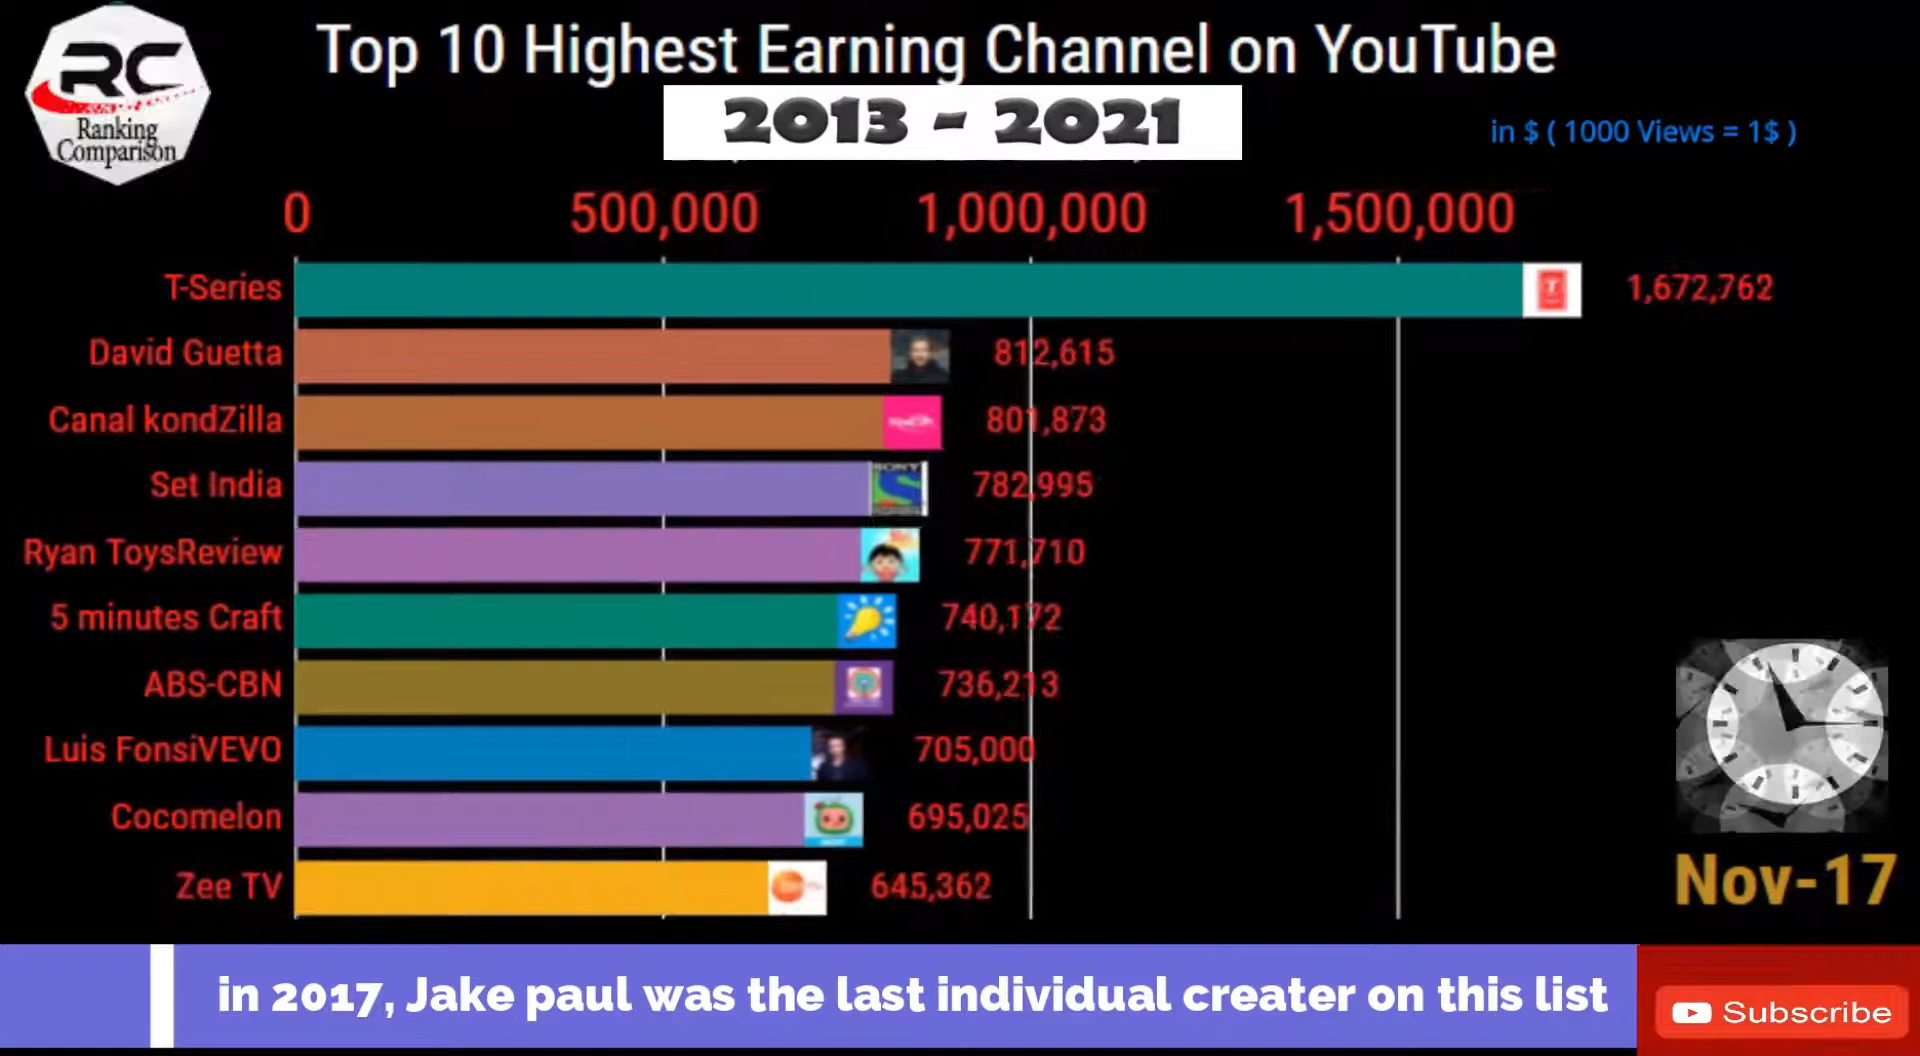 RC
Ranking
Comparison
Top 10 Highest Earning Channel on YouTube
2013 - 2021
in $ ( 1000 Views = 1$ )
0 500,000 1,000,000 1,500,000
T-Series 1,672,762
David Guetta 812,615
Canal kondZilla 801,873
Set India SONY 782,995
Ryan ToysReview 771,710
5 minutes Craft 740,172
ABS-CBN 736,213
Luis FonsiVEVO 705,000
Cocomelon 695,025
Zee TV 645,362
Nov-17
in 2017, Jake paul was the last individual creater on this list
Subscribe